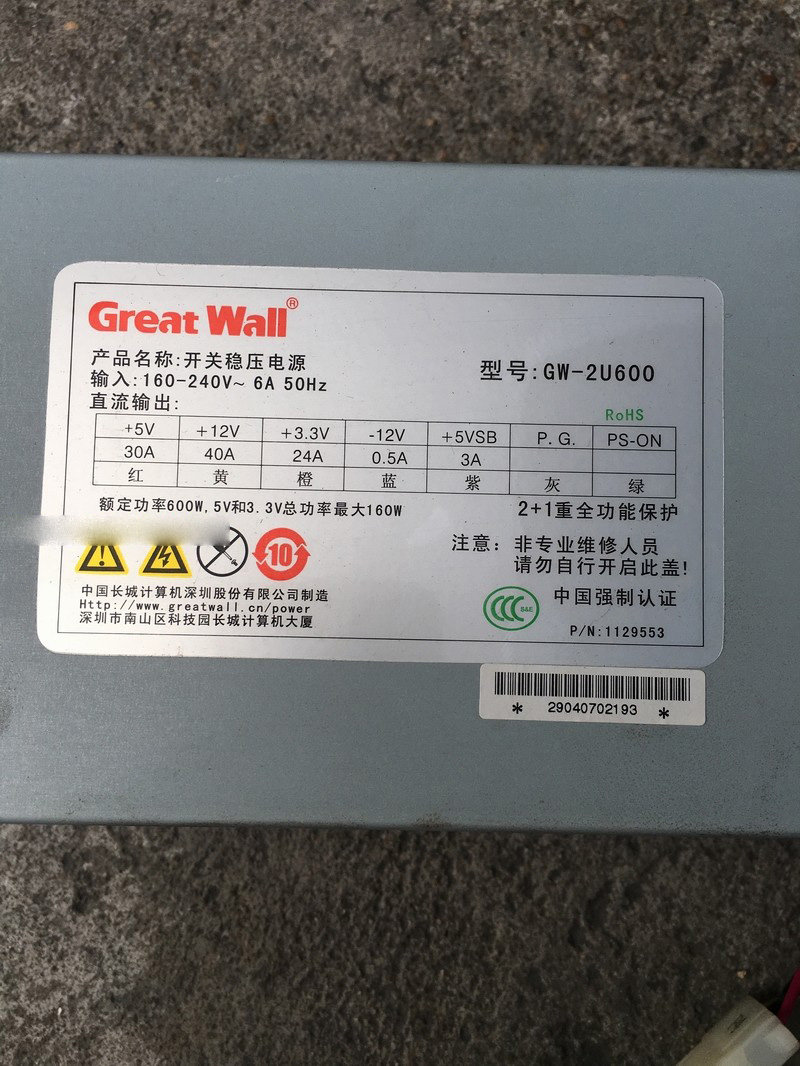 Great Wall®
产品名称:开关稳压电源
型号:GW-2U600
输入:160-240V~ 6A 50Hz
直流输出:
RoHS
+5V +12V +3.3V -12V +5VSB P.G. PS-ON
30A 40A 24A 0.5A 3A
红 黄 橙 蓝 紫 灰 绿
额定功率600W,5V和3.3V总功率最大160W
2+1重全功能保护
10
注意：非专业维修人员
请勿自行开启此盖!
中国长城计算机深圳股份有限公司制造
Http://www.greatwall.cn/power
深圳市南山区科技园长城计算机大厦
CCC S&E
中国强制认证
P/N:1129553
* 29040702193 *